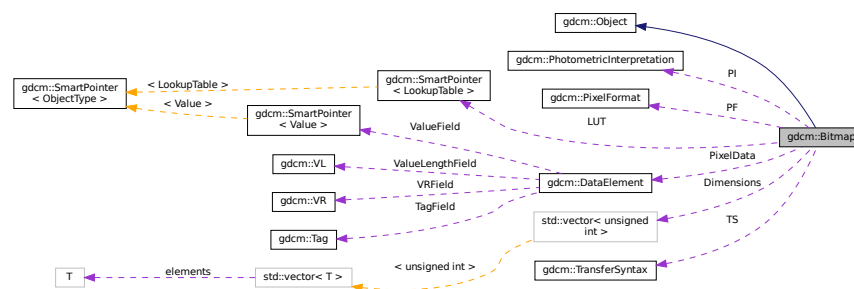 gdcm::Object
gdcm::PhotometricInterpretation
PI
gdcm::SmartPointer
< LookupTable >
< LookupTable >
gdcm::SmartPointer
< ObjectType >
gdcm::PixelFormat
PF
< Value >
gdcm::SmartPointer
< Value >
LUT
ValueField
gdcm::Bitmap
PixelData
gdcm::VL
ValueLengthField
gdcm::DataElement
Dimensions
VRField
gdcm::VR
TagField
gdcm::Tag
std::vector< unsigned
int >
TS
< unsigned int >
gdcm::TransferSyntax
T
elements
std::vector< T >